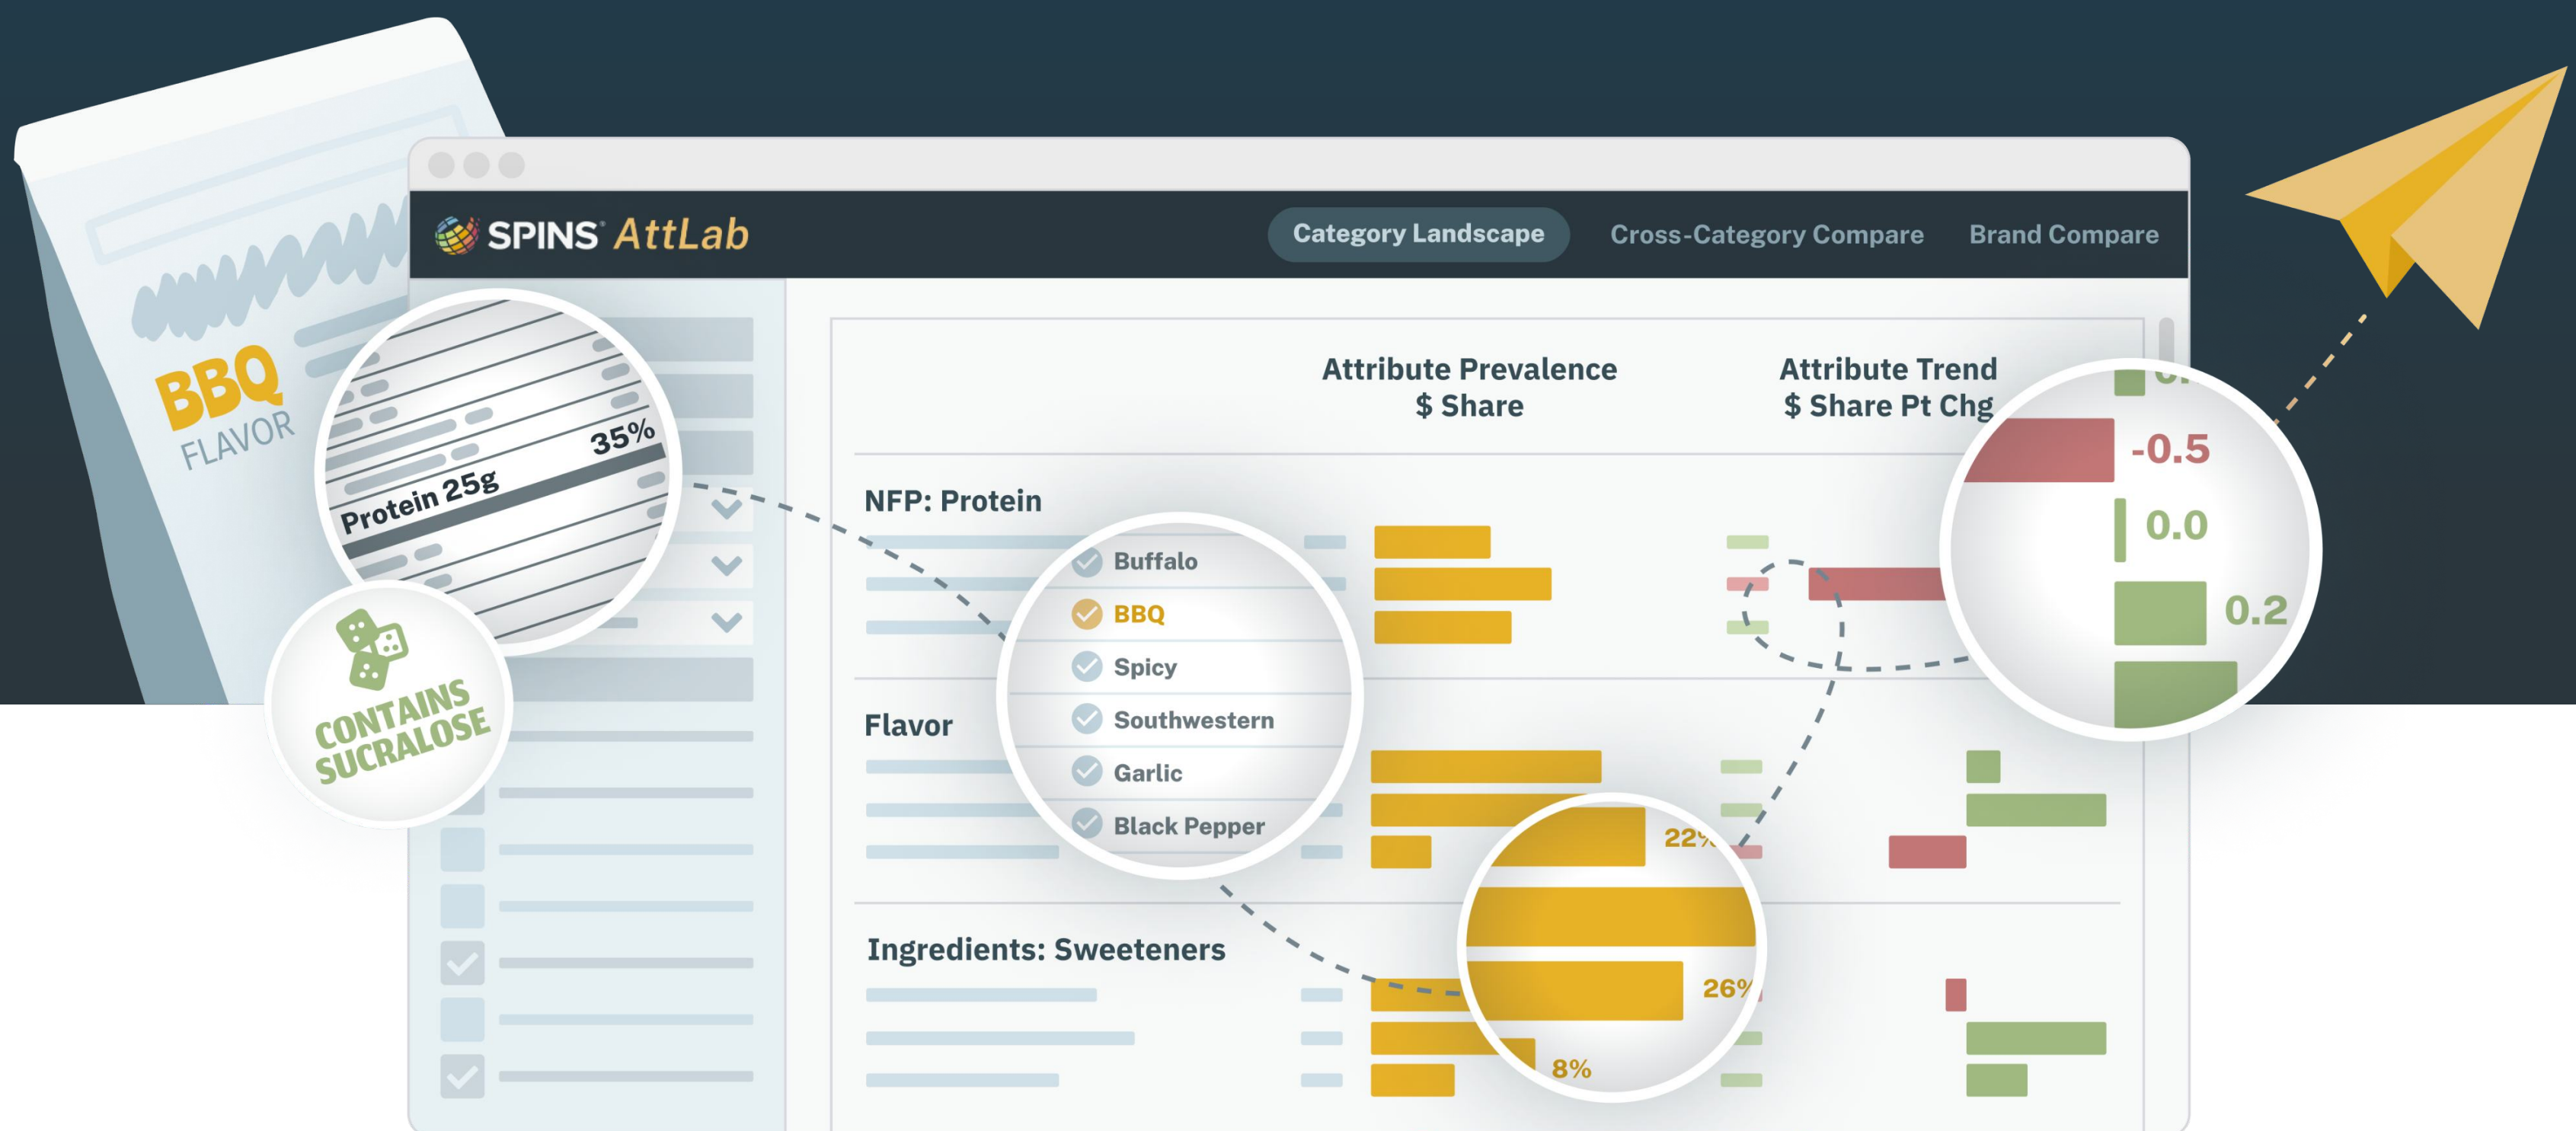 SPINS® AttLab
Category Landscape
Cross-Category Compare
Brand Compare
BBQ
FLAVOR
35%
Protein 25g
CONTAINS
SUCRALOSE
Attribute Prevalence
$ Share
Attribute Trend
$ Share Pt Chg
-0.5
0.0
0.2
NFP: Protein
Buffalo
BBQ
Spicy
Southwestern
Garlic
Black Pepper
Flavor
22%
26%
8%
Ingredients: Sweeteners